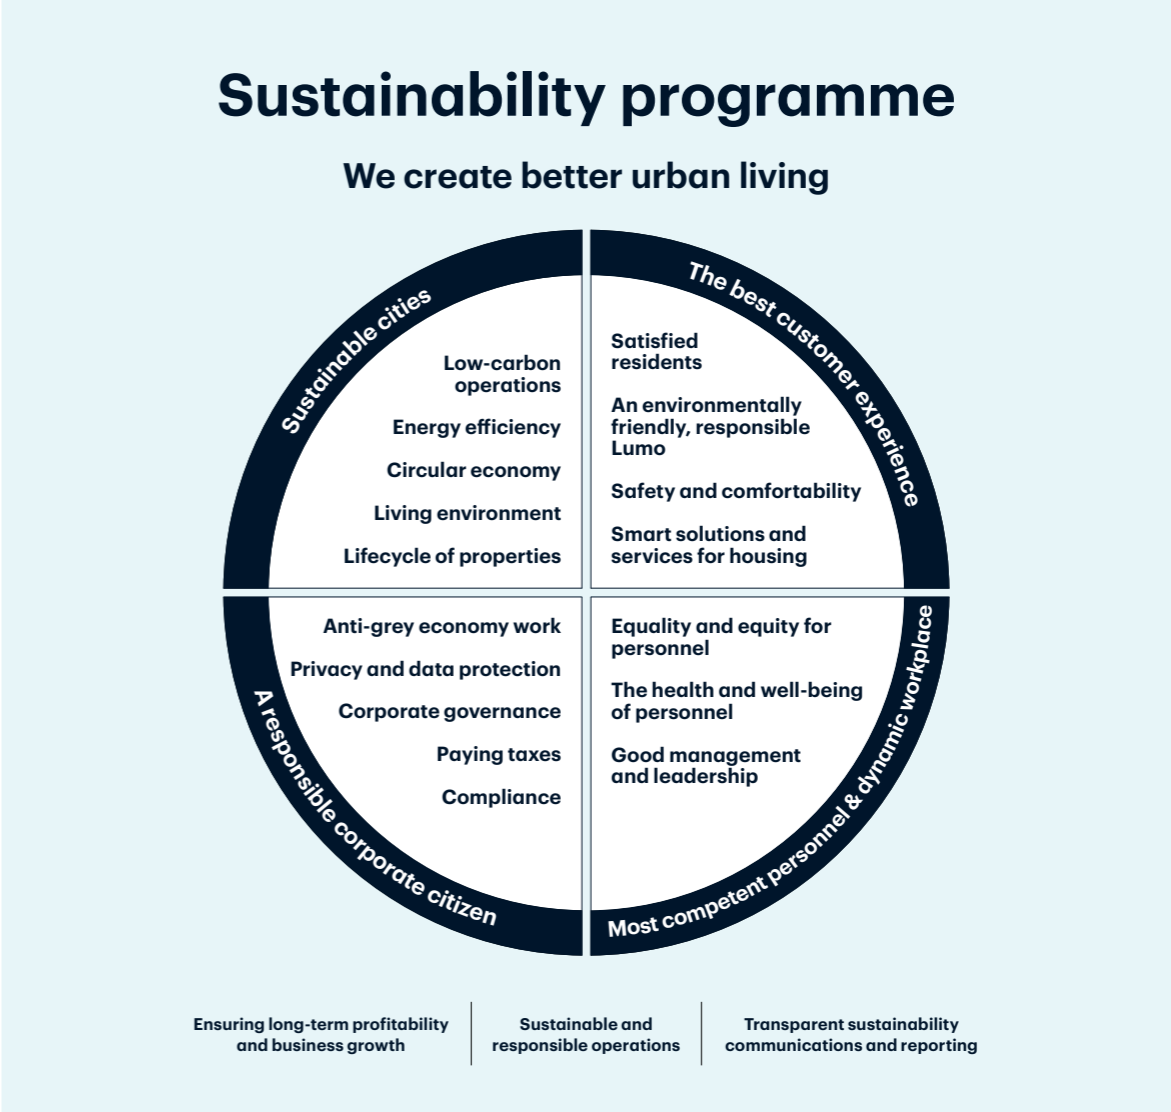 Sustainability programme
We create better urban living
Sustainable cities
Low-carbon
operations
Energy efficiency
Circular economy
Living environment
Lifecycle of properties
The best customer experience
Satisfied
residents
An environmentally
friendly, responsible
Lumo
Safety and comfortability
Smart solutions and
services for housing
A responsible corporate citizen
Anti-grey economy work
Privacy and data protection
Corporate governance
Paying taxes
Compliance
Most competent personnel & dynamic workplace
Equality and equity for
personnel
The health and well-being
of personnel
Good management
and leadership
Ensuring long-term profitability
and business growth
Sustainable and
responsible operations
Transparent sustainability
communications and reporting